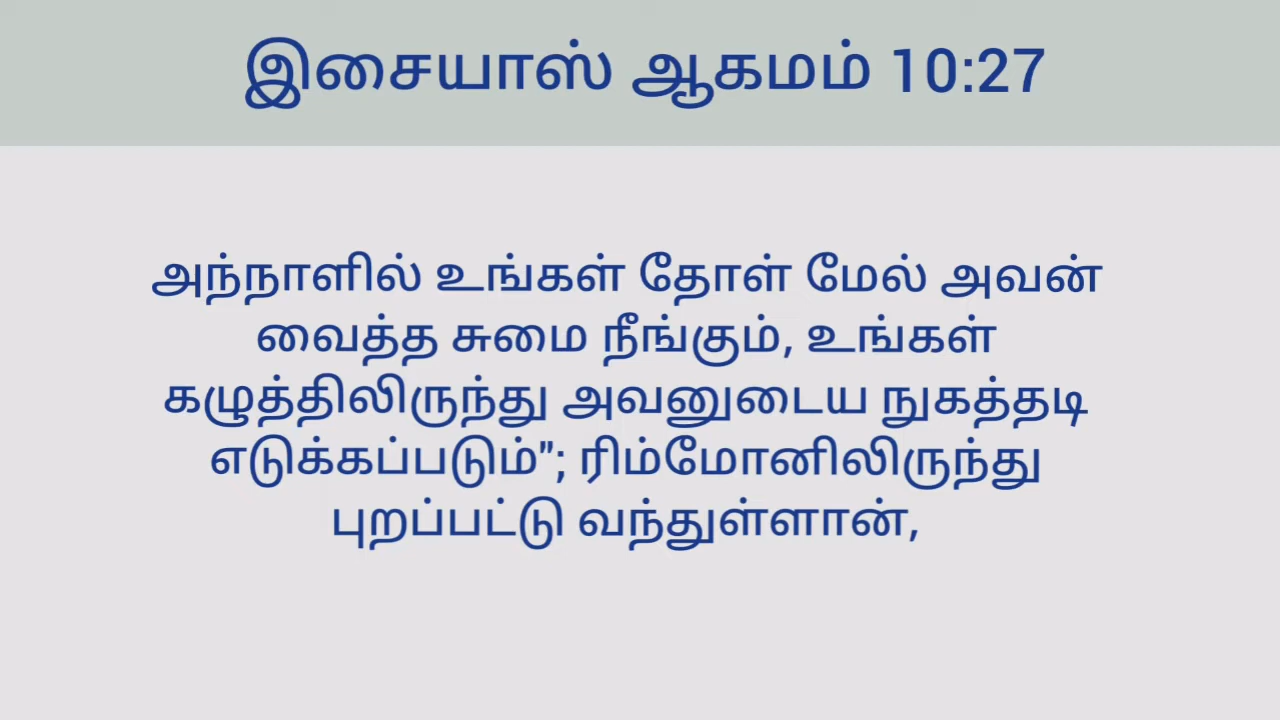 இசையாஸ் ஆகமம் 10:27
அந்நாளில் உங்கள் தோள் மேல் அவன்
வைத்த சுமை நீங்கும், உங்கள்
கழுத்திலிருந்து அவனுடைய நுகத்தடி
எடுக்கப்படும்"; ரிம்மோனிலிருந்து
புறப்பட்டு வந்துள்ளான்,